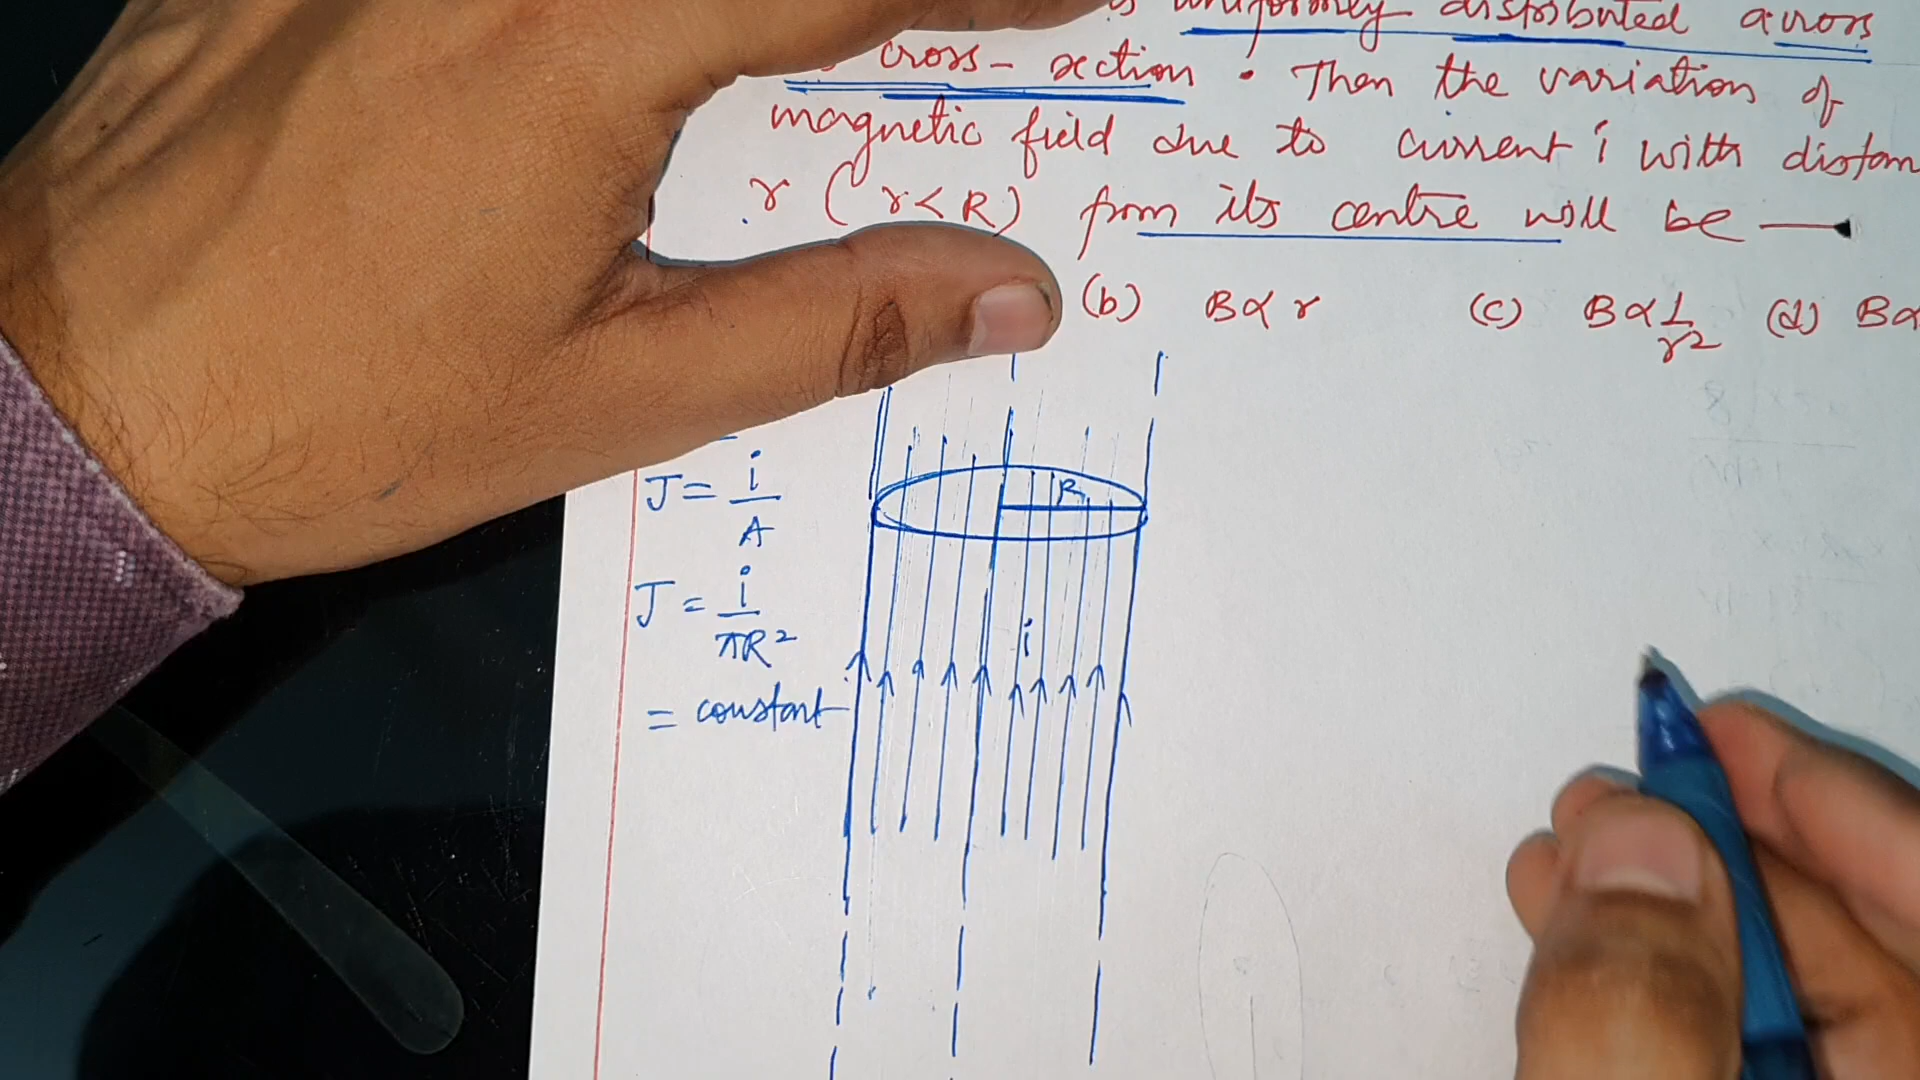 uniformly distributed across
cross-section. Then the variation of
magnetic field due to current i with distan
r (r<R) from its centre will be —
(b) B∝ r (c) B∝ 1/r² (d) B∝
R
J = i/A
J = i/πR²
i
= constant